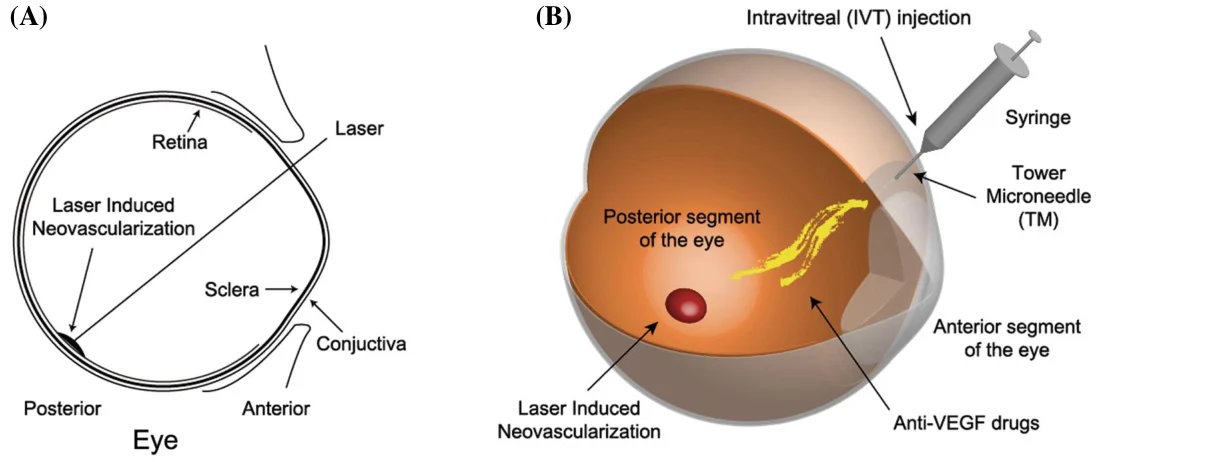 (A)
Retina
Laser
Laser Induced
Neovascularization
Sclera
Conjuctiva
Posterior
Anterior
Eye
(B)
Intravitreal (IVT) injection
Syringe
Tower
Microneedle
(TM)
Posterior segment
of the eye
Anterior segment
of the eye
Laser Induced
Neovascularization
Anti-VEGF drugs